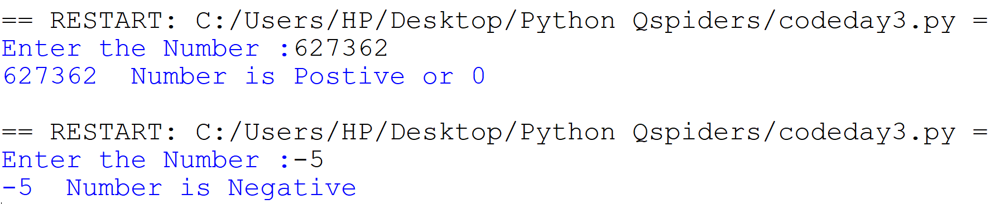 == RESTART: C:/Users/HP/Desktop/Python Qspiders/codeday3.py =
Enter the Number :627362
627362  Number is Postive or 0
== RESTART: C:/Users/HP/Desktop/Python Qspiders/codeday3.py =
Enter the Number :-5
-5  Number is Negative